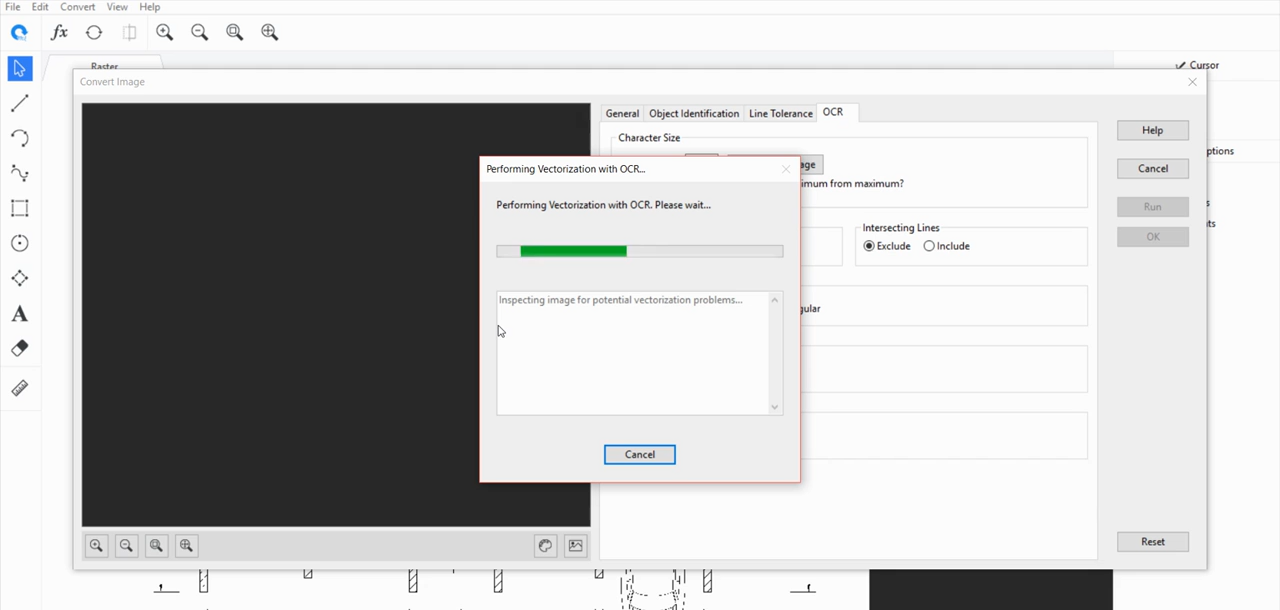 File Edit Convert View Help
fx
Raster
Cursor
Convert Image
General Object Identification Line Tolerance OCR
Help
Character Size
Performing Vectorization with OCR...
Cancel
imum from maximum?
Performing Vectorization with OCR. Please wait...
Run
Intersecting Lines
OK
Exclude Include
Inspecting image for potential vectorization problems...
A
Cancel
Reset